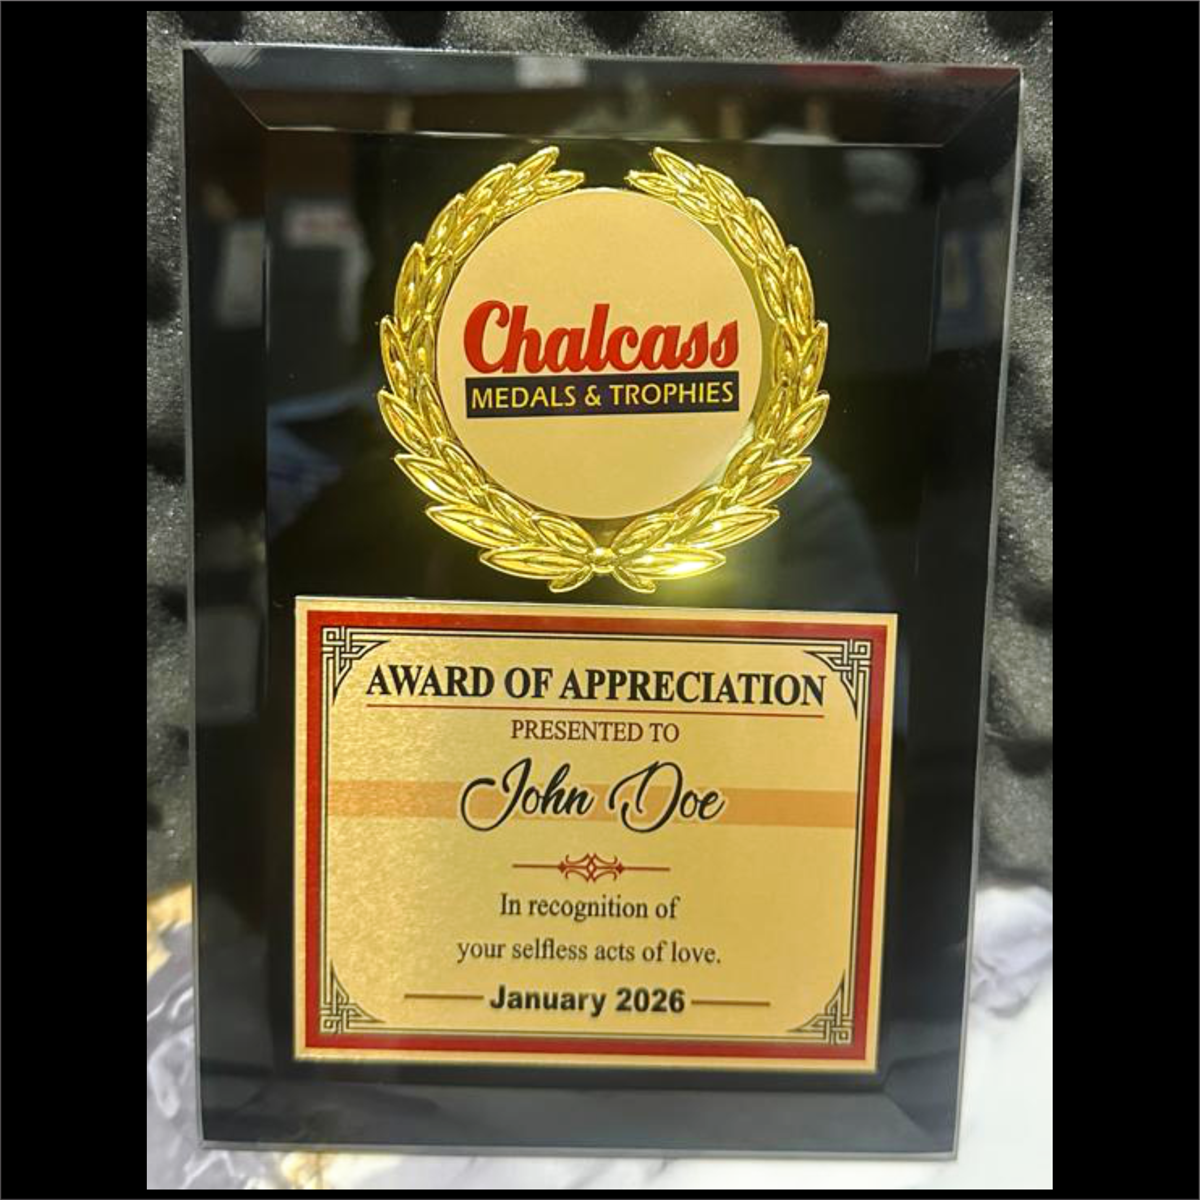 Chalcass
MEDALS & TROPHIES
AWARD OF APPRECIATION
PRESENTED TO
John Doe
In recognition of
your selfless acts of love.
January 2026